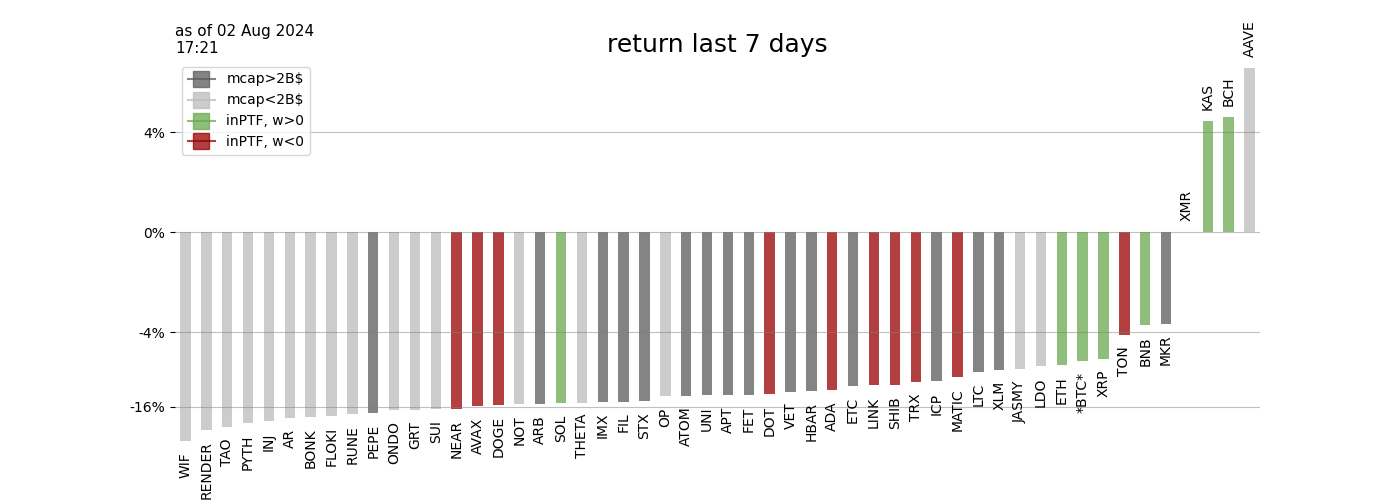 as of 02 Aug 2024
17:21
return last 7 days
mcap>2B$
mcap<2B$
inPTF, w>0
inPTF, w<0
4%
0%
-4%
-16%
WIF
RENDER
TAO
PYTH
INJ
AR
BONK
FLOKI
RUNE
PEPE
ONDO
GRT
SUI
NEAR
AVAX
DOGE
NOT
ARB
SOL
THETA
IMX
FIL
STX
OP
ATOM
UNI
APT
FET
DOT
VET
HBAR
ADA
ETC
LINK
SHIB
TRX
ICP
MATIC
LTC
XLM
JASMY
LDO
ETH
*BTC*
XRP
TON
BNB
MKR
XMR
KAS
BCH
AAVE